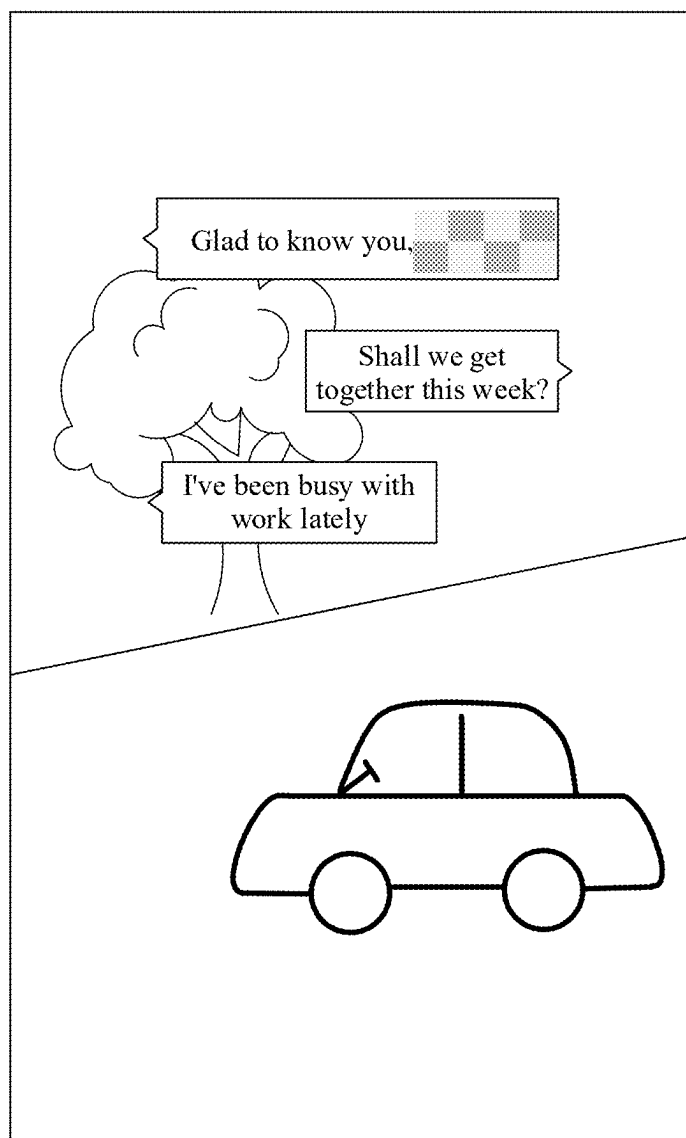 Glad to know you,
Shall we get
together this week?
I've been busy with
work lately